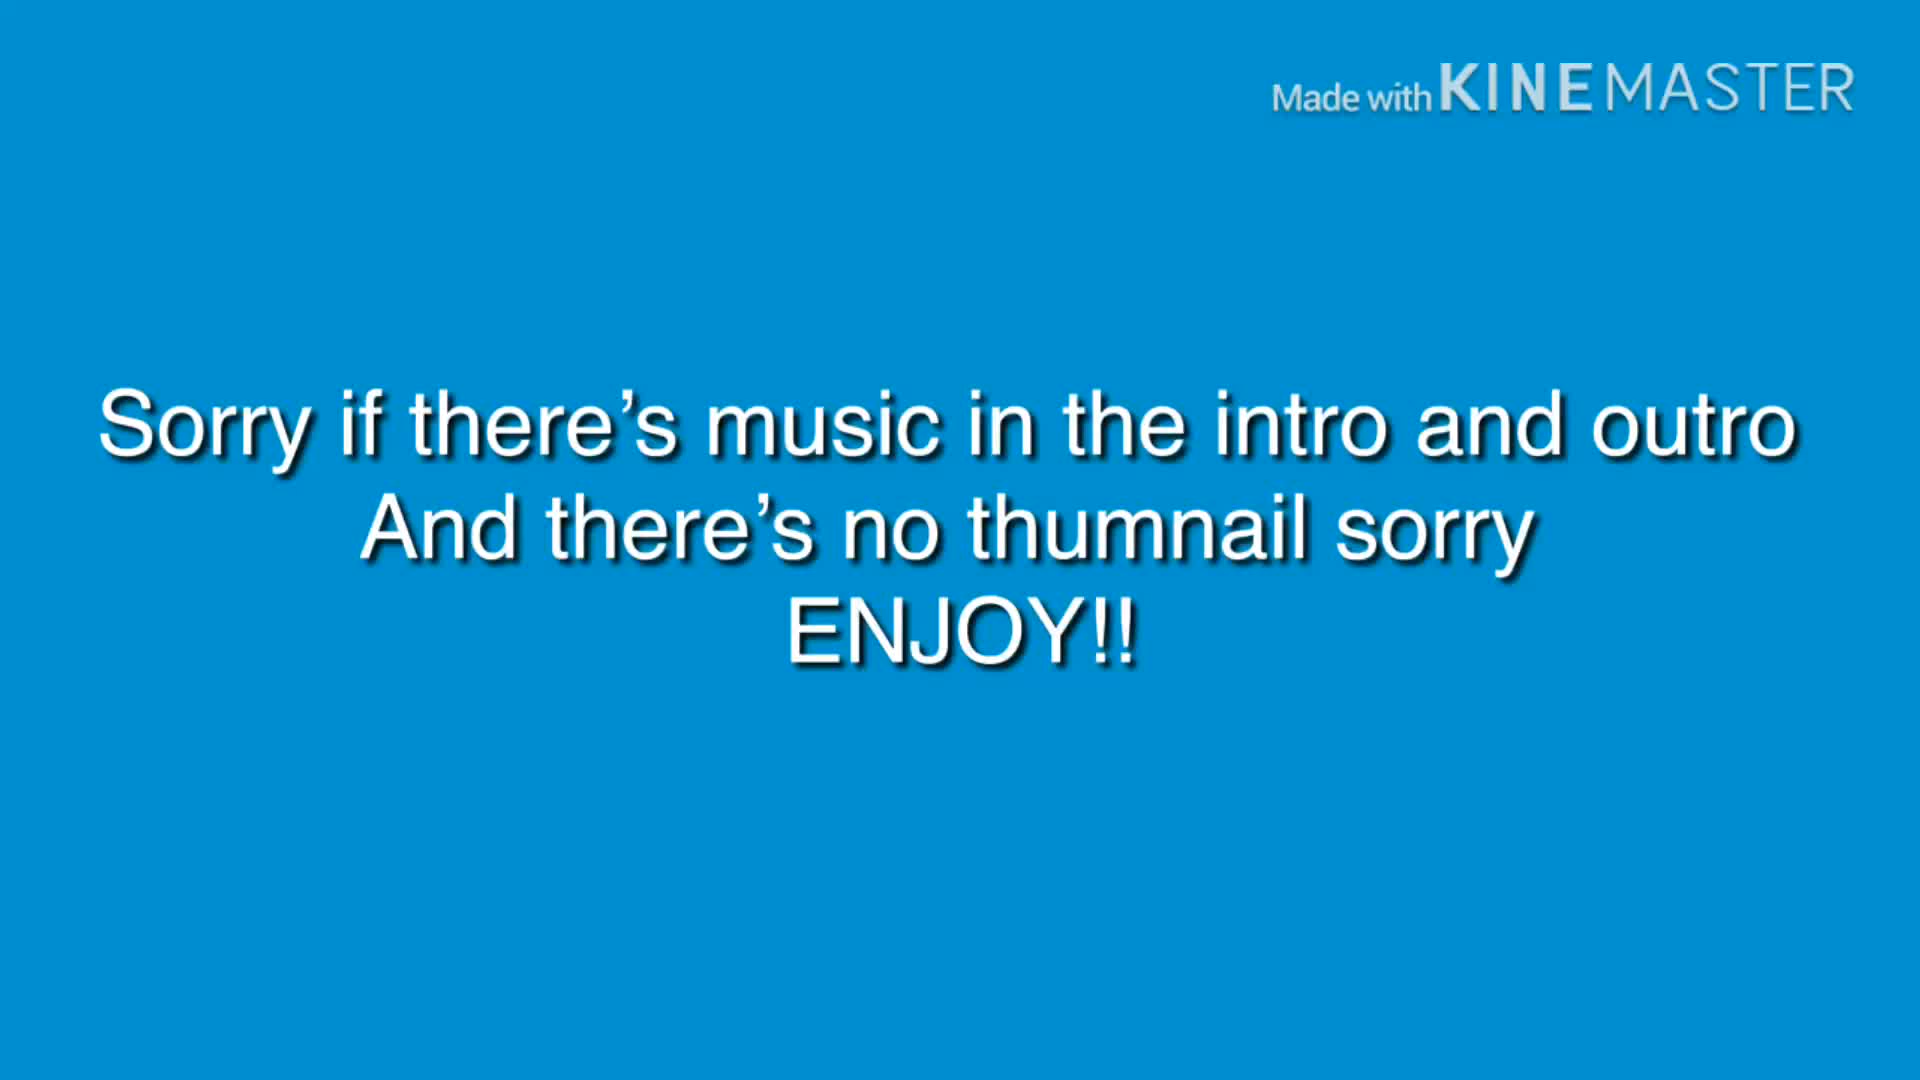 Made with KINEMASTER
Sorry if there’s music in the intro and outro
And there’s no thumnail sorry
ENJOY!!